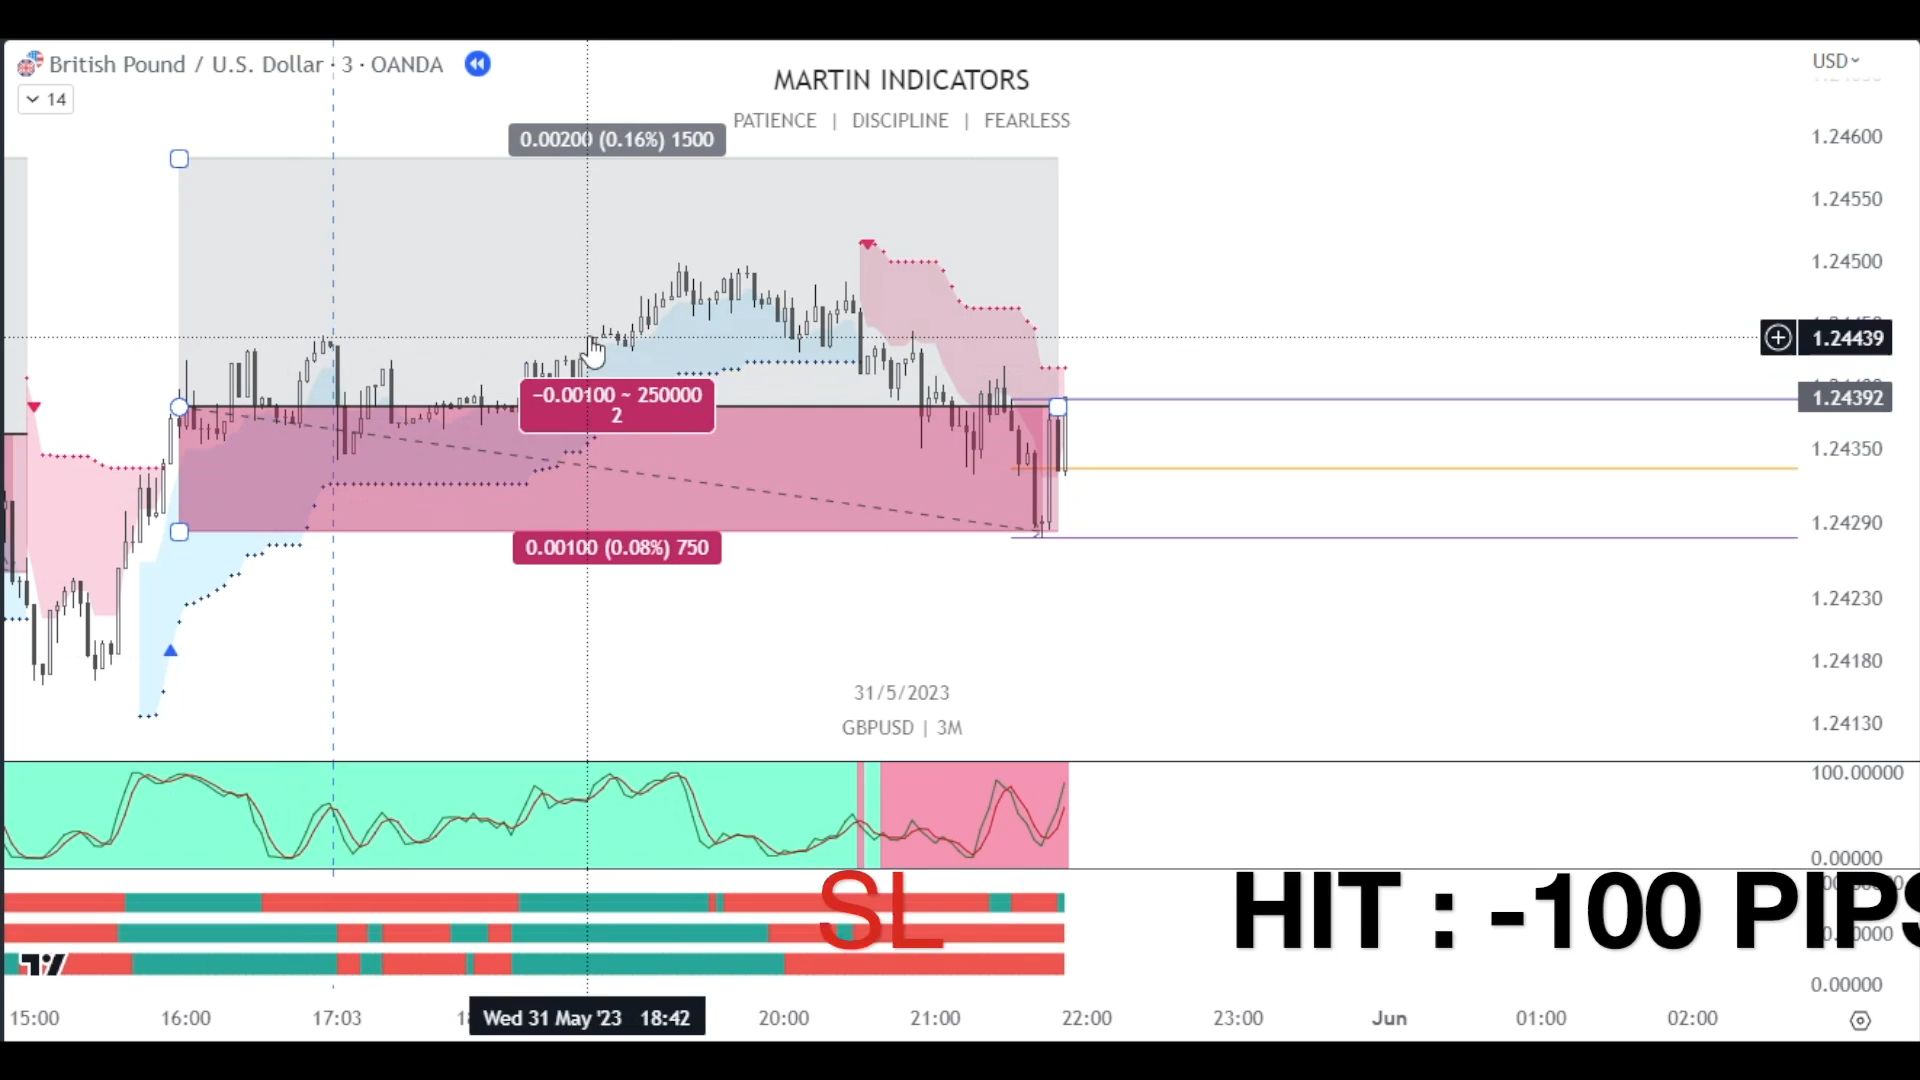 British Pound / U.S. Dollar · 3 · OANDA
14
MARTIN INDICATORS
PATIENCE | DISCIPLINE | FEARLESS
USD
1.24600
1.24550
1.24500
1.24439
1.24392
1.24350
1.24290
1.24230
1.24180
1.24130
0.00200 (0.16%) 1500
−0.00100 ~ 250000
2
0.00100 (0.08%) 750
31/5/2023
GBPUSD | 3M
100.00000
0.00000
SL HIT : -100 PIPS
0.00000
15:00 16:00 17:03 Wed 31 May '23 18:42 20:00 21:00 22:00 23:00 Jun 01:00 02:00